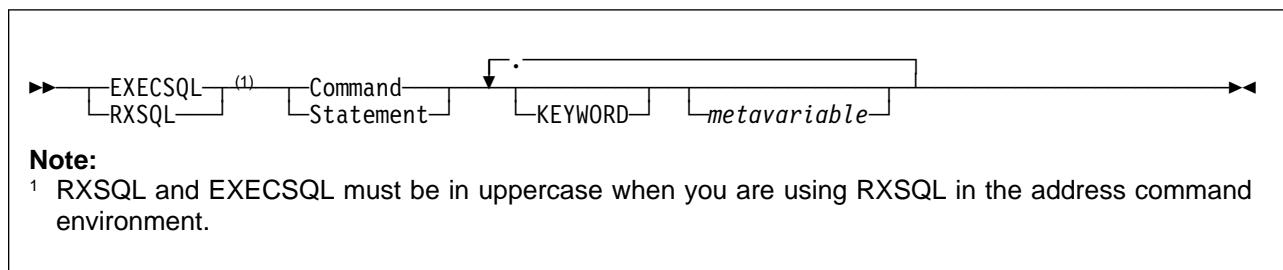 .
EXECSQL (1) Command
RXSQL Statement KEYWORD metavariable
Note:
1 RXSQL and EXECSQL must be in uppercase when you are using RXSQL in the address command
environment.